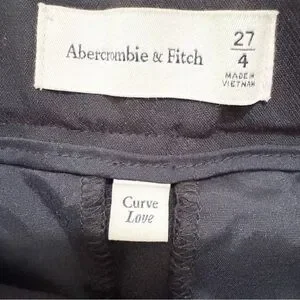 Abercrombie & Fitch
27
4
MADE IN
VIETNAM
Curve
Love